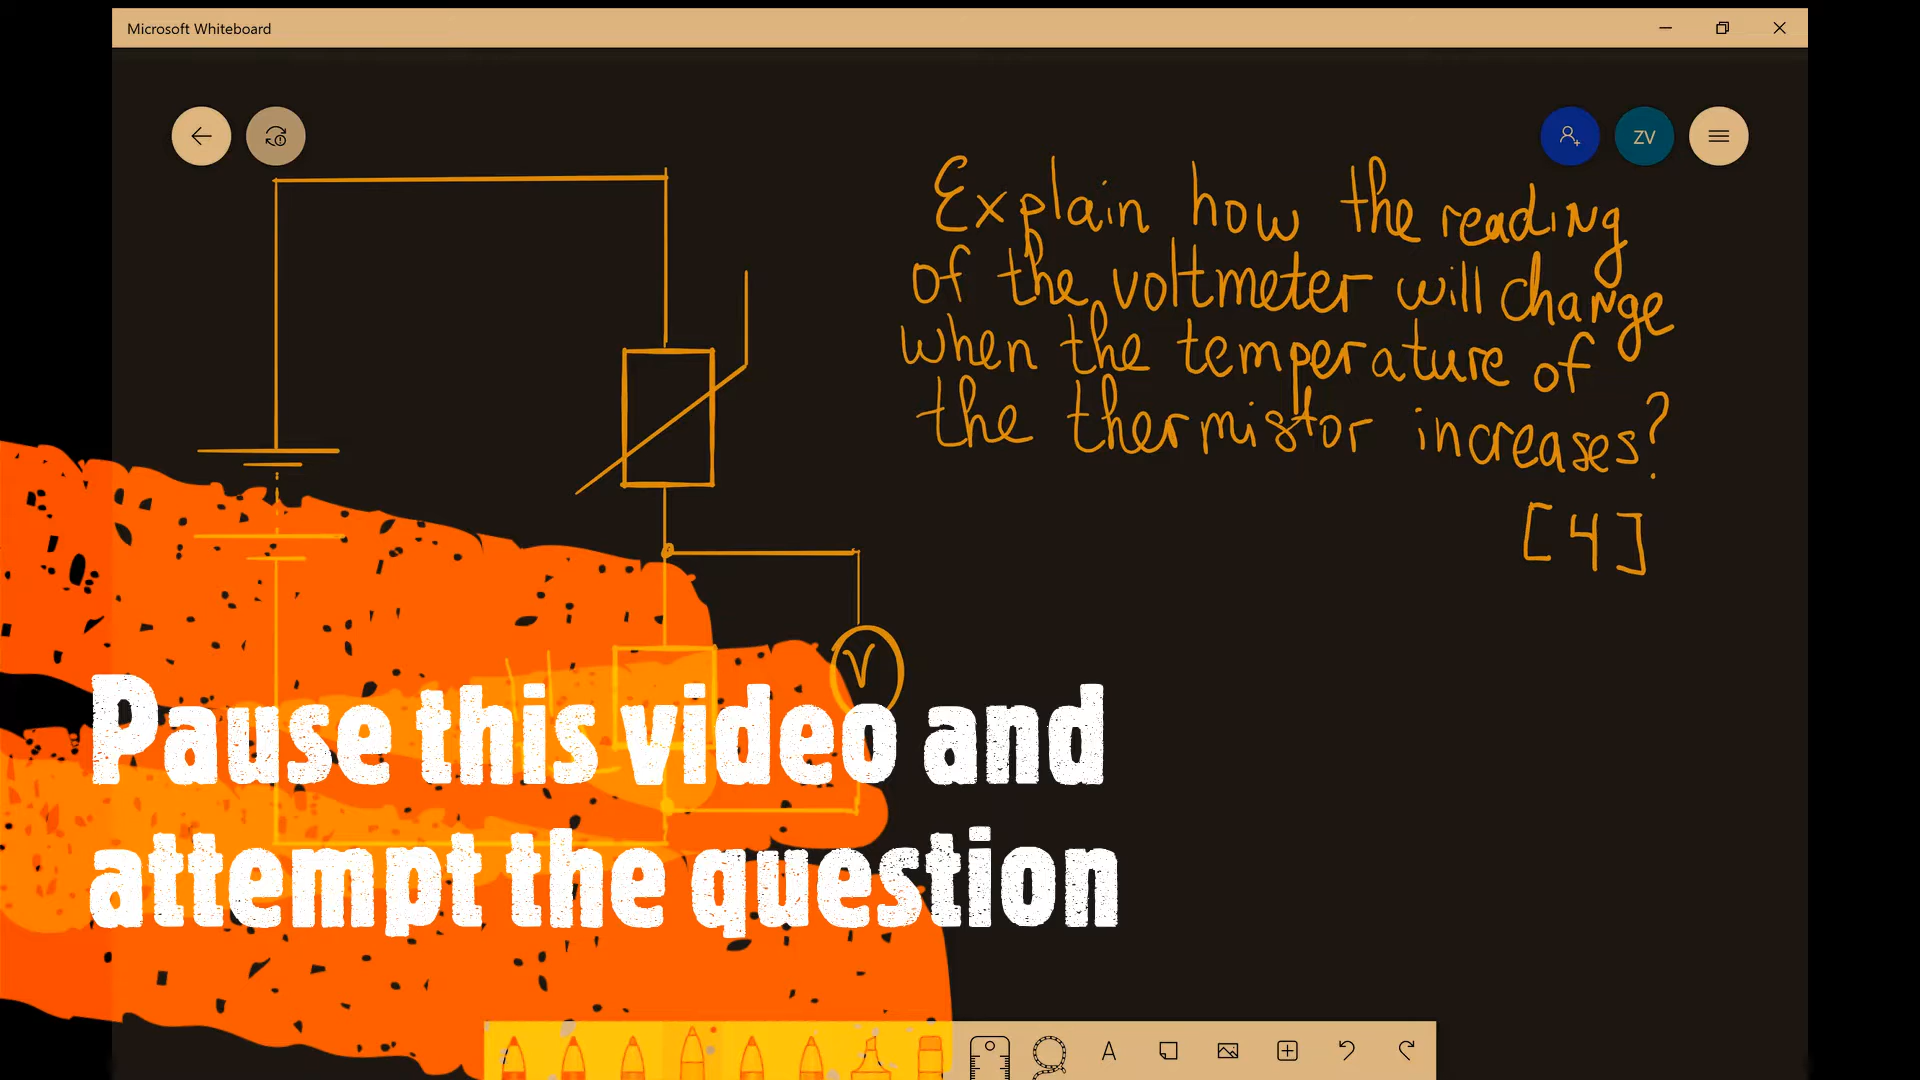 Microsoft Whiteboard
ZV
Explain how the reading
of the voltmeter will change
when the temperature of
the thermistor increases?
[4]
V
Pause this video and
attempt the question
A